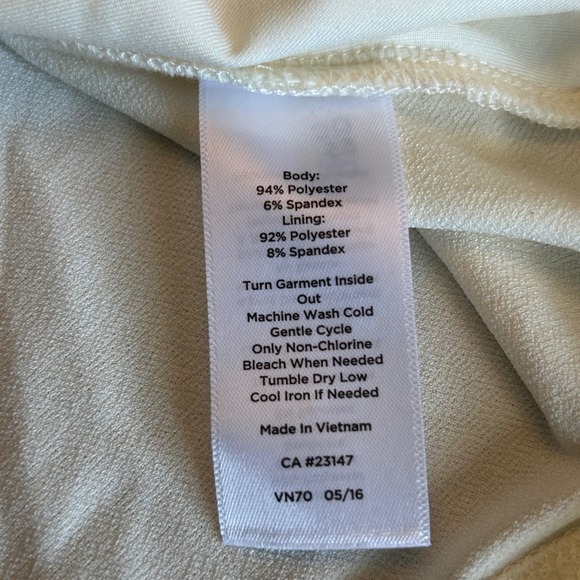 Body:
94% Polyester
6% Spandex
Lining:
92% Polyester
8% Spandex
Turn Garment Inside
Out
Machine Wash Cold
Gentle Cycle
Only Non-Chlorine
Bleach When Needed
Tumble Dry Low
Cool Iron If Needed
Made In Vietnam
CA #23147
VN70 05/16